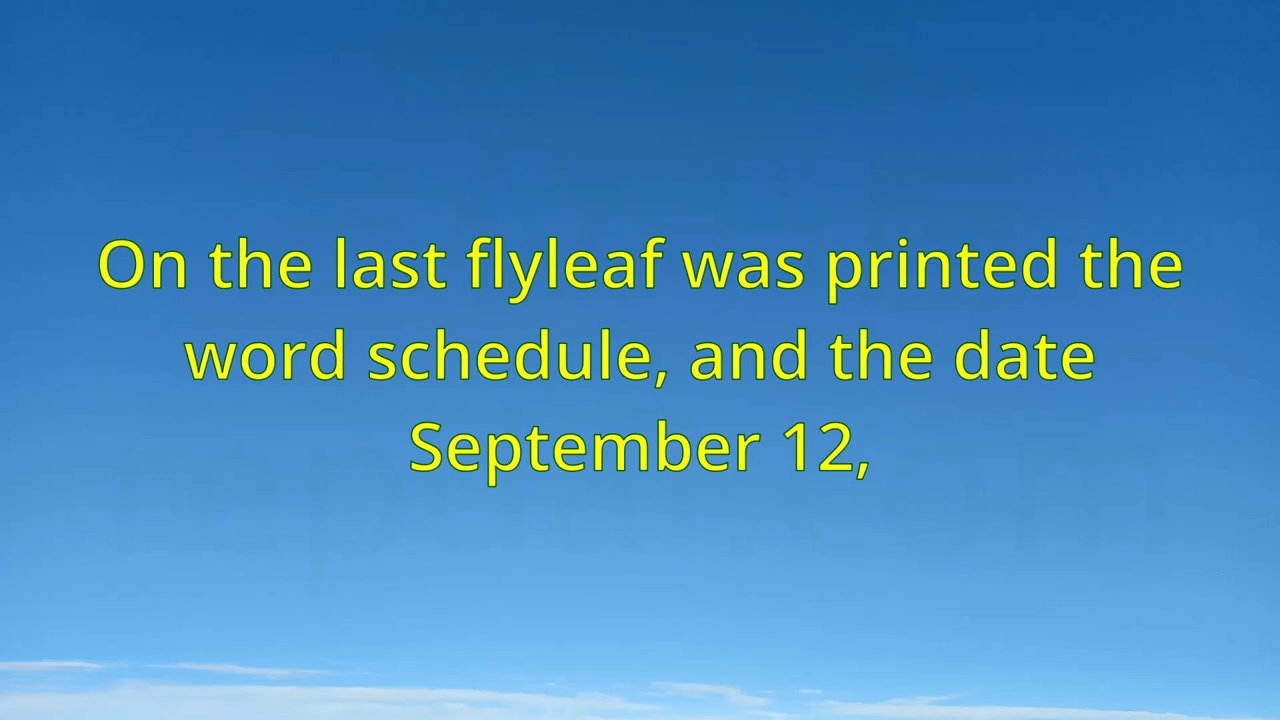 On the last flyleaf was printed the
word schedule, and the date
September 12,